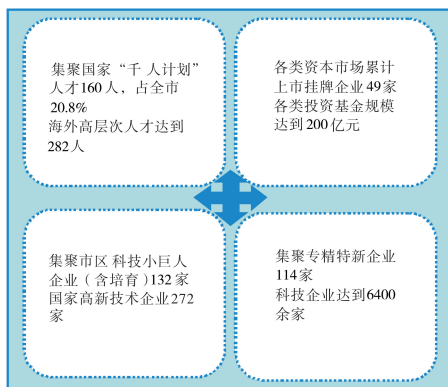 集聚国家“千人计划”
人才160人，占全市
20.8%
海外高层次人才达到
282人
各类资本市场累计
上市挂牌企业49家
各类投资基金规模
达到200亿元
集聚市区科技小巨人
企业（含培育）132家
国家高新技术企业272
家
集聚专精特新企业
114家
科技企业达到6400
余家